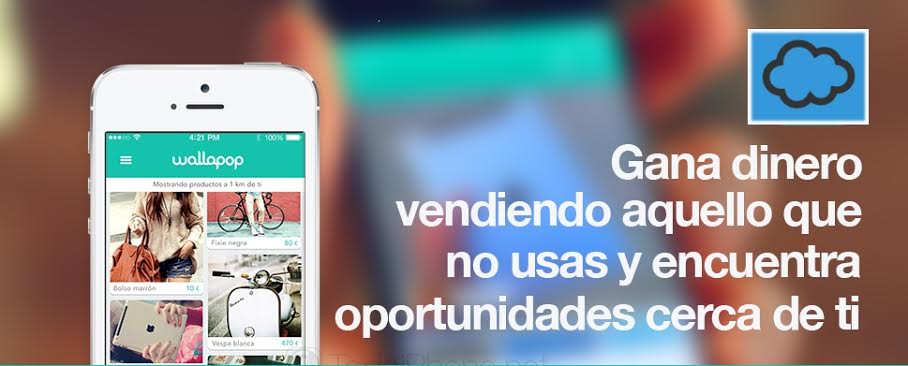 4:21 PM
100%
wallapop
Mostrando productos a 1 km de ti
Fixie negra 80 €
Bolso marrón 10 €
Vespa blanca 470 €
Gana dinero
vendiendo aquello que
no usas y encuentra
oportunidades cerca de ti